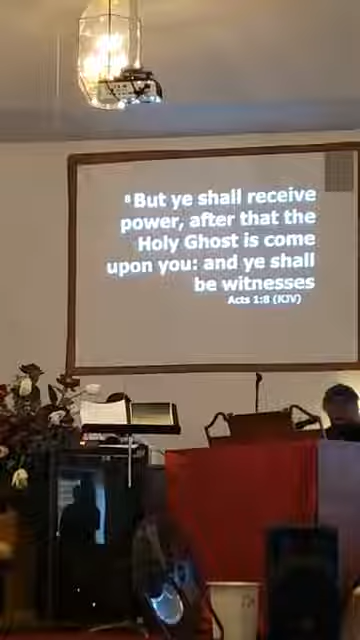 8 But ye shall receive
power, after that the
Holy Ghost is come
upon you: and ye shall
be witnesses
Acts 1:8 (KJV)